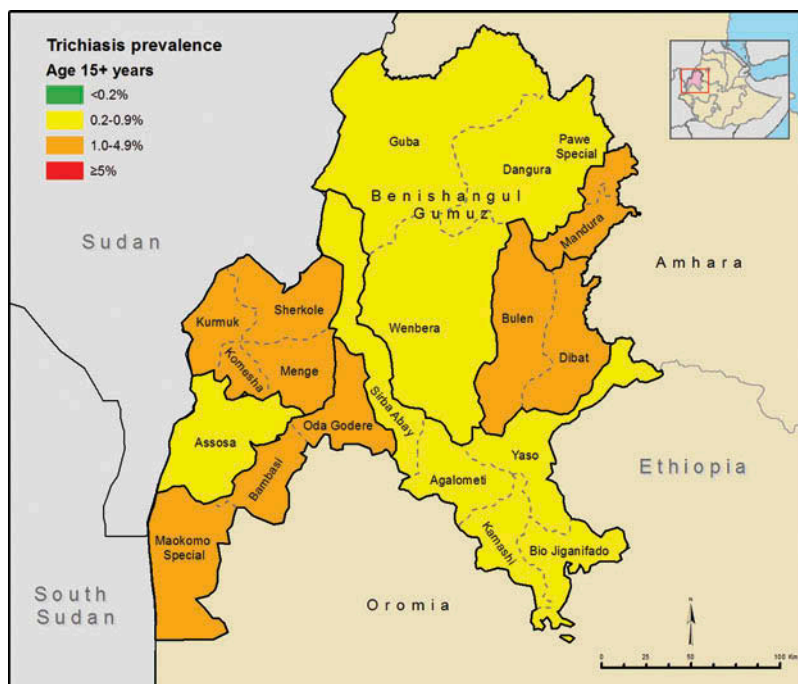 Trichiasis prevalence
Age 15+ years
<0.2%
0.2-0.9%
1.0-4.9%
≥5%
Guba
Pawe
Special
Dangura
Benishangul
Gumuz
Mandura
Sudan
Amhara
Sherkole
Kurmuk
Bulen
Wenbera
Dibat
Komesha
Menge
Sirba Abay
Oda Godere
Assosa
Yaso
Ethiopia
Bambasi
Agalometi
Maokomo
Special
Kamashi
Bio Jiganifado
South
Sudan
Oromia
N
0 25 50 100 Km